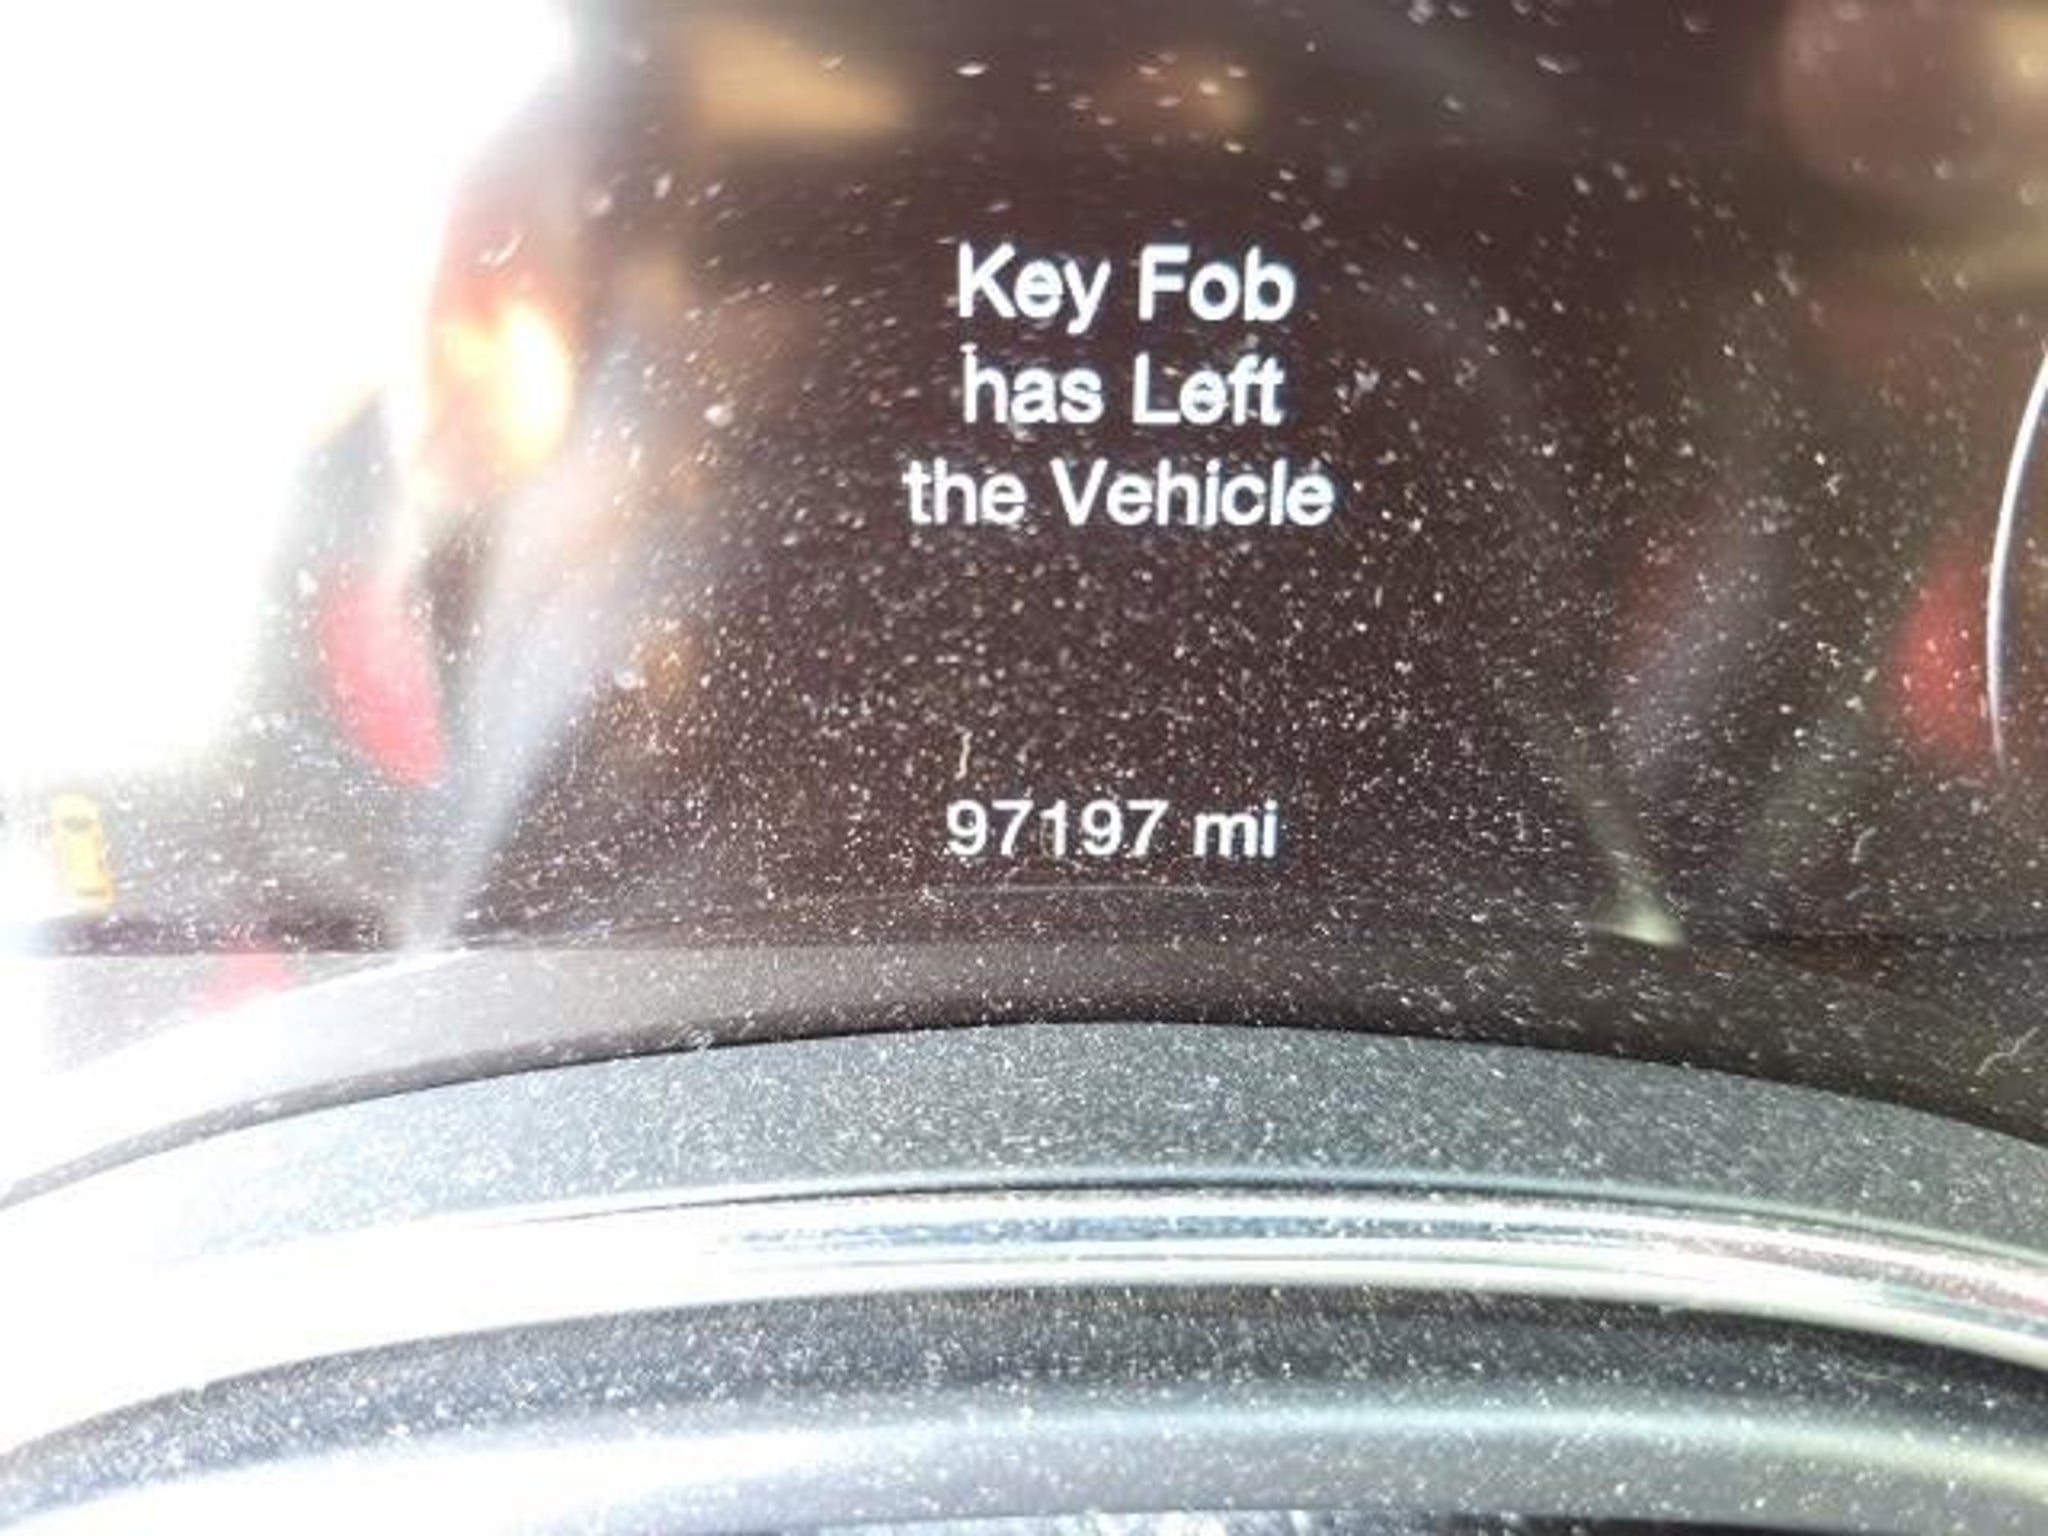 Key Fob
has Left
the Vehicle
97197 mi